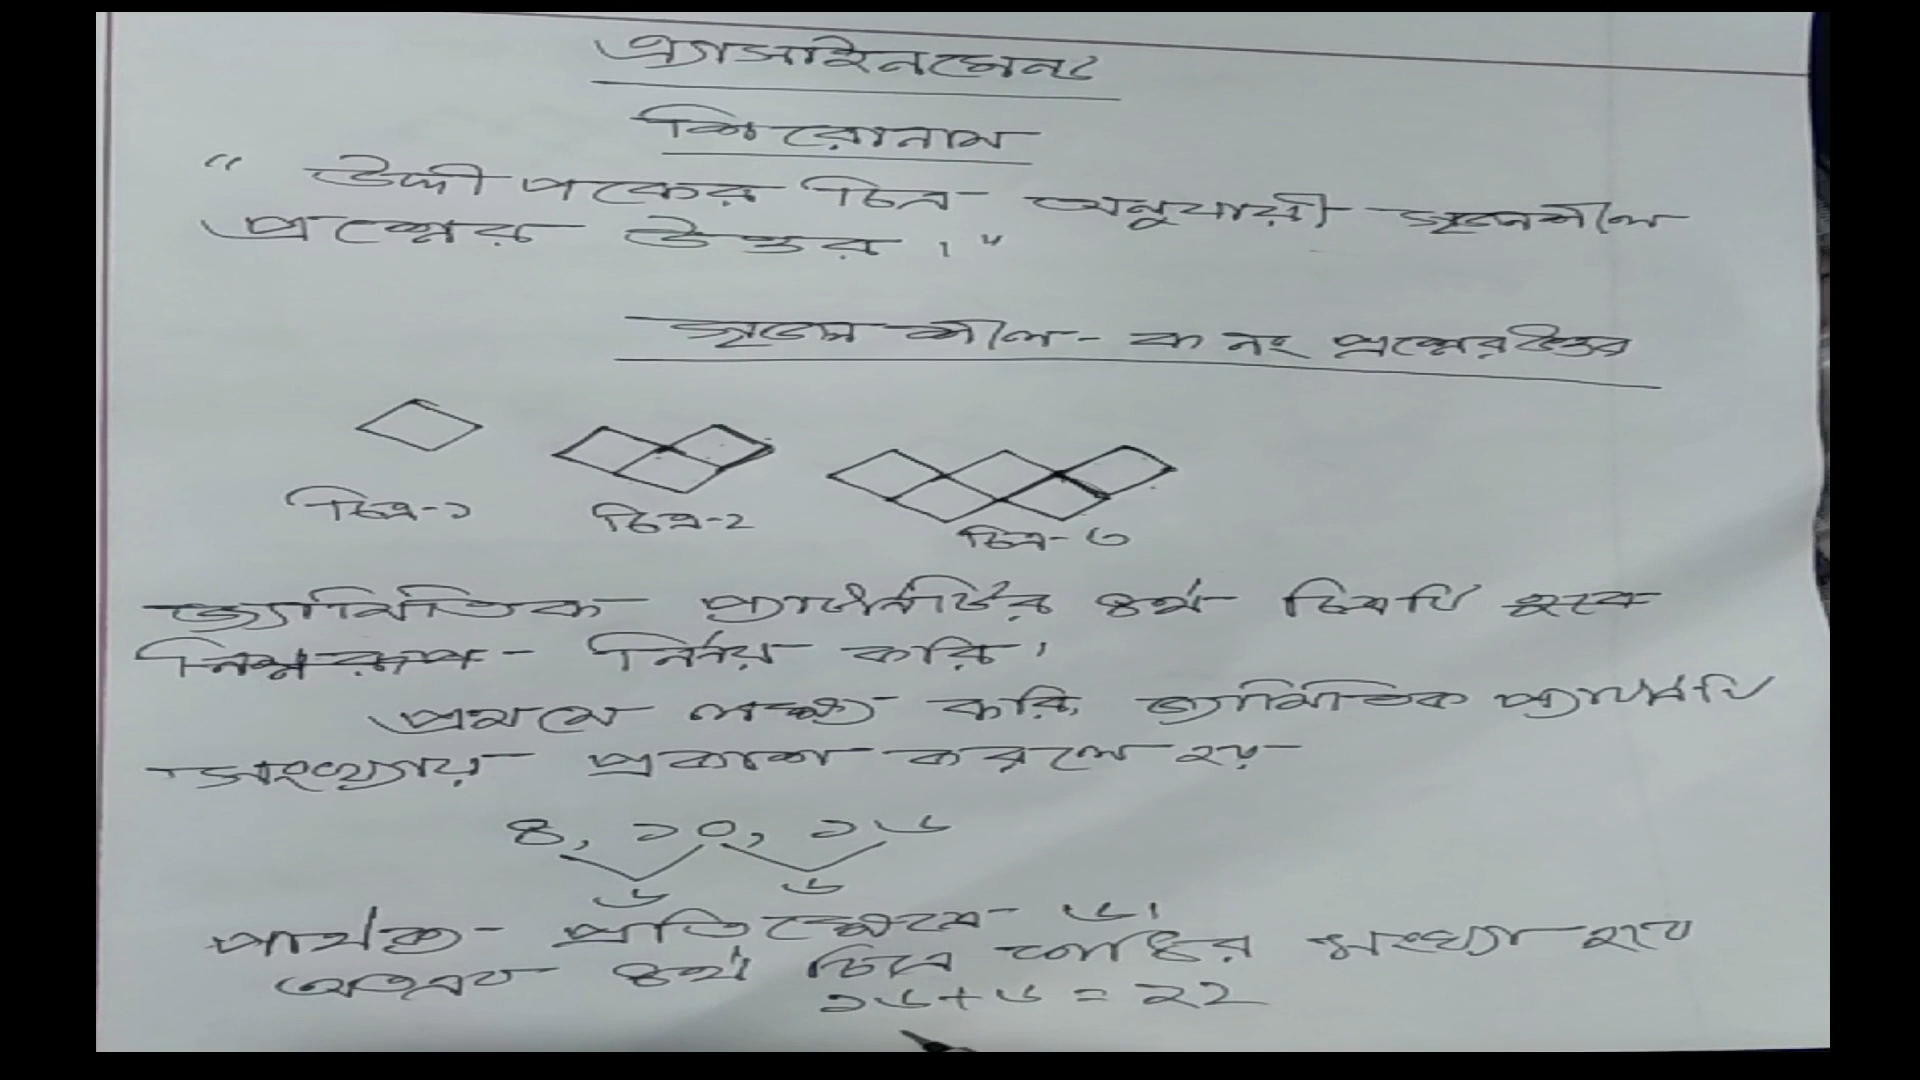 এ্যাসাইনমেন্ট
শিরোনাম
“ উদ্দীপকের চিত্র অনুযায়ী সৃজনশীল
প্রশ্নের উত্তর।”
সৃজনশীল - ক নং প্রশ্নের উত্তর
চিত্র-১ চিত্র-২ চিত্র-৩
জ্যামিতিক প্যাটার্নটির ৪র্থ চিত্রটি
নির্ণয় করি।
প্রথমে লক্ষ্য করি, জ্যামিতিক প্যাটার্নটি
সংখ্যায় প্রকাশ করলে হয়-
৪, ১০, ১৬
৬ ৬
পার্থক্য - প্রতিক্ষেত্রে ৬।
অতএব ৪র্থ চিত্রে কাঠির সংখ্যা হবে
১৬+৬ = ২২